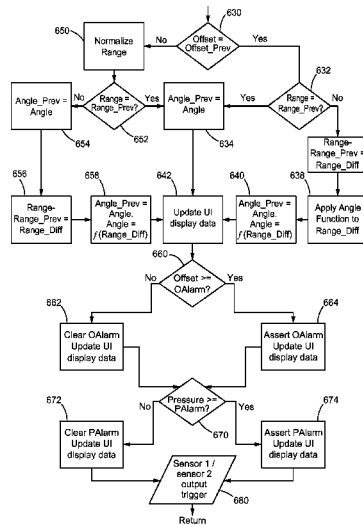 630
Offset =
Offset_Prev
No
Yes
650
Normalize
Range
632
Range =
Range_Prev?
No
Yes
652
Angle_Prev =
Angle
654
Angle_Prev =
Angle
634
Range =
Range_Prev?
Yes
No
Range-
Range_Prev =
Range_Diff
656
Range-
Range_Prev =
Range_Diff
658
Angle_Prev =
Angle.
Angle =
f(Range_Diff)
642
Update UI
display data
640
Angle_Prev =
Angle.
Angle =
f(Range_Diff)
638
Apply Angle
Function to
Range_Diff
660
Offset >=
OAlarm?
No
Yes
662
Clear OAlarm
Update UI
display data
664
Assert OAlarm
Update UI
display data
Pressure >=
PAlarm?
No
Yes
670
672
Clear PAlarm
Update UI
display data
674
Assert PAlarm
Update UI
display data
Sensor 1 /
sensor 2
output
trigger
680
Return